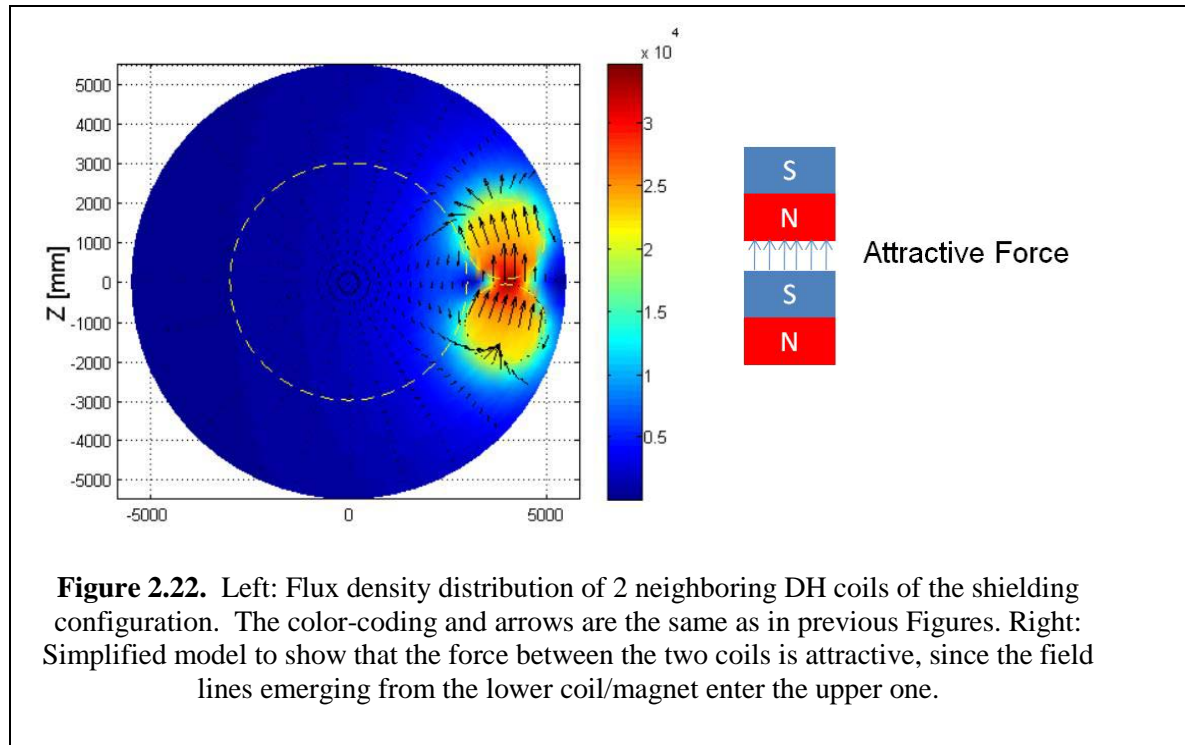 4
x 10
5000
4000
3000
2000
1000
0
-1000
-2000
-3000
-4000
-5000
Z [mm]
-5000 0 5000
3
2.5
2
1.5
1
0.5
S
N
Attractive Force
S
N
Figure 2.22. Left: Flux density distribution of 2 neighboring DH coils of the shielding
configuration. The color-coding and arrows are the same as in previous Figures. Right:
Simplified model to show that the force between the two coils is attractive, since the field
lines emerging from the lower coil/magnet enter the upper one.